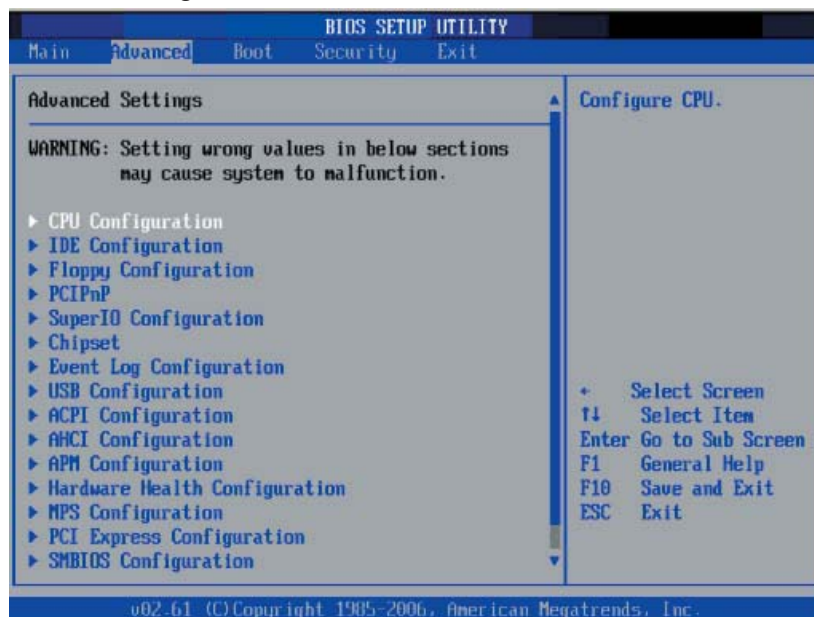 BIOS SETUP UTILITY
Main Advanced Boot Security Exit
Advanced Settings
WARNING: Setting wrong values in below sections
may cause system to malfunction.
▶ CPU Configuration
▶ IDE Configuration
▶ Floppy Configuration
▶ PCIPnP
▶ SuperIO Configuration
▶ Chipset
▶ Event Log Configuration
▶ USB Configuration
▶ ACPI Configuration
▶ AHCI Configuration
▶ APM Configuration
▶ Hardware Health Configuration
▶ MPS Configuration
▶ PCI Express Configuration
▶ SMBIOS Configuration
Configure CPU.
← Select Screen
↑↓ Select Item
Enter Go to Sub Screen
F1 General Help
F10 Save and Exit
ESC Exit
v02.61 (C)Copyright 1985-2006, American Megatrends, Inc.